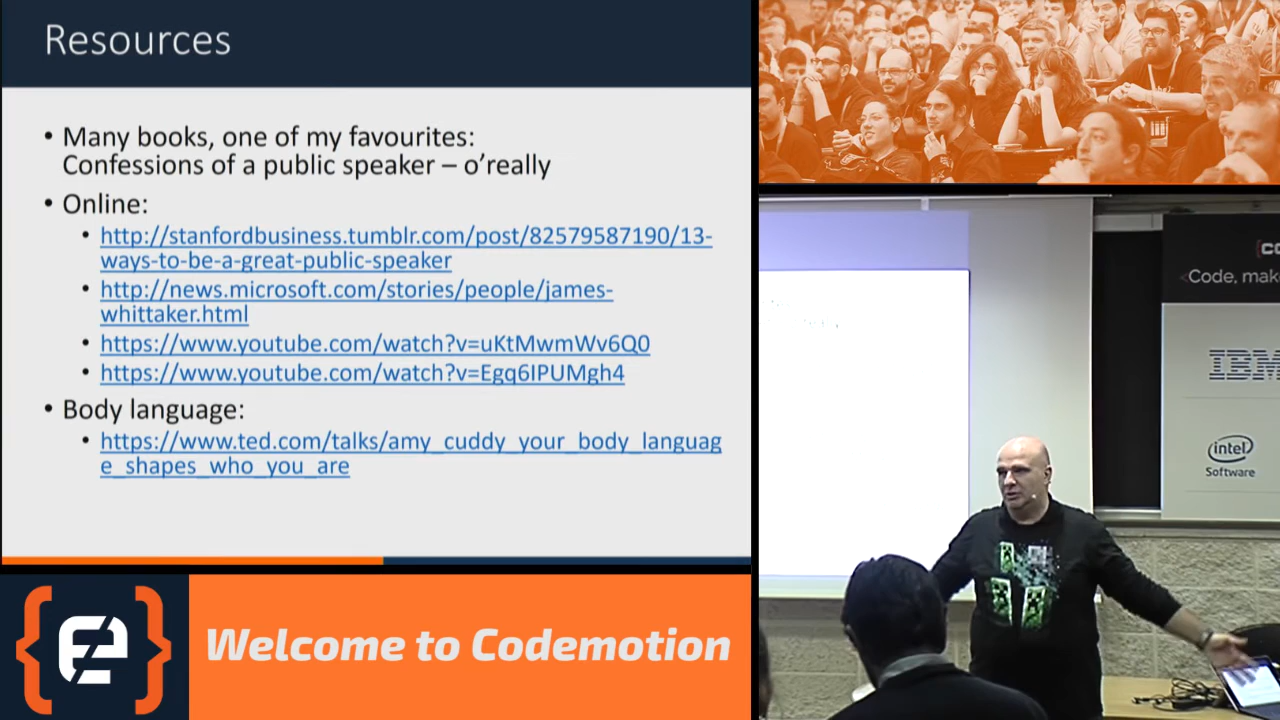 Resources
• Many books, one of my favourites:
Confessions of a public speaker – o’really
• Online:
• http://stanfordbusiness.tumblr.com/post/82579587190/13-
ways-to-be-a-great-public-speaker
• http://news.microsoft.com/stories/people/james-
whittaker.html
• https://www.youtube.com/watch?v=uKtMwmWv6Q0
• https://www.youtube.com/watch?v=Egq6IPUMgh4
• Body language:
• https://www.ted.com/talks/amy_cuddy_your_body_languag
e_shapes_who_you_are
Welcome to Codemotion
{co
<Code, mak
IBM
intel
Software